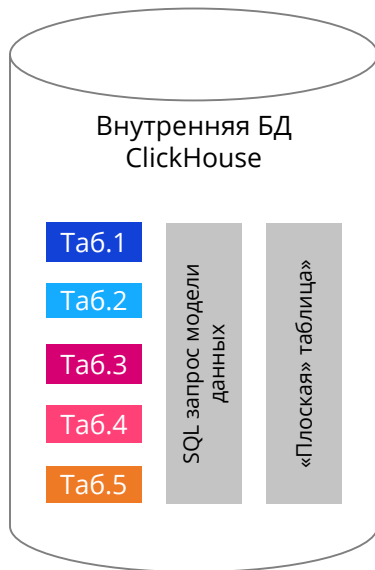 Внутренняя БД
ClickHouse
Таб.1
Таб.2
Таб.3
Таб.4
Таб.5
SQL запрос модели
данных
«Плоская» таблица»